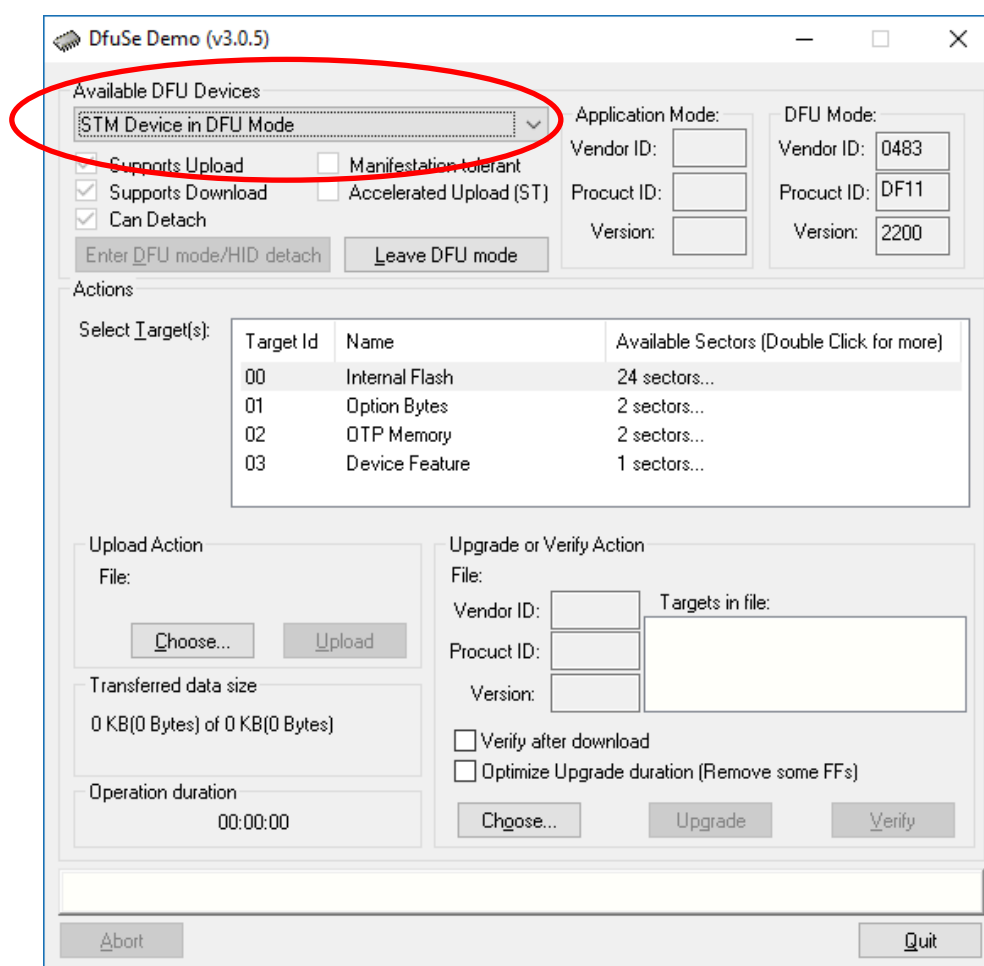 DfuSe Demo (v3.0.5)
Available DFU Devices
STM Device in DFU Mode
Supports Upload
Manifestation tolerant
Supports Download
Accelerated Upload (ST)
Can Detach
Enter DFU mode/HID detach
Leave DFU mode
Application Mode:
Vendor ID:
Procuct ID:
Version:
DFU Mode:
Vendor ID: 0483
Procuct ID: DF11
Version: 2200
Actions
Select Target(s):
Target Id Name Available Sectors (Double Click for more)
00 Internal Flash 24 sectors...
01 Option Bytes 2 sectors...
02 OTP Memory 2 sectors...
03 Device Feature 1 sectors...
Upload Action
File:
Choose...
Upload
Transferred data size
0 KB(0 Bytes) of 0 KB(0 Bytes)
Operation duration
00:00:00
Upgrade or Verify Action
File:
Vendor ID:
Procuct ID:
Version:
Targets in file:
Verify after download
Optimize Upgrade duration (Remove some FFs)
Choose...
Upgrade
Verify
Abort
Quit